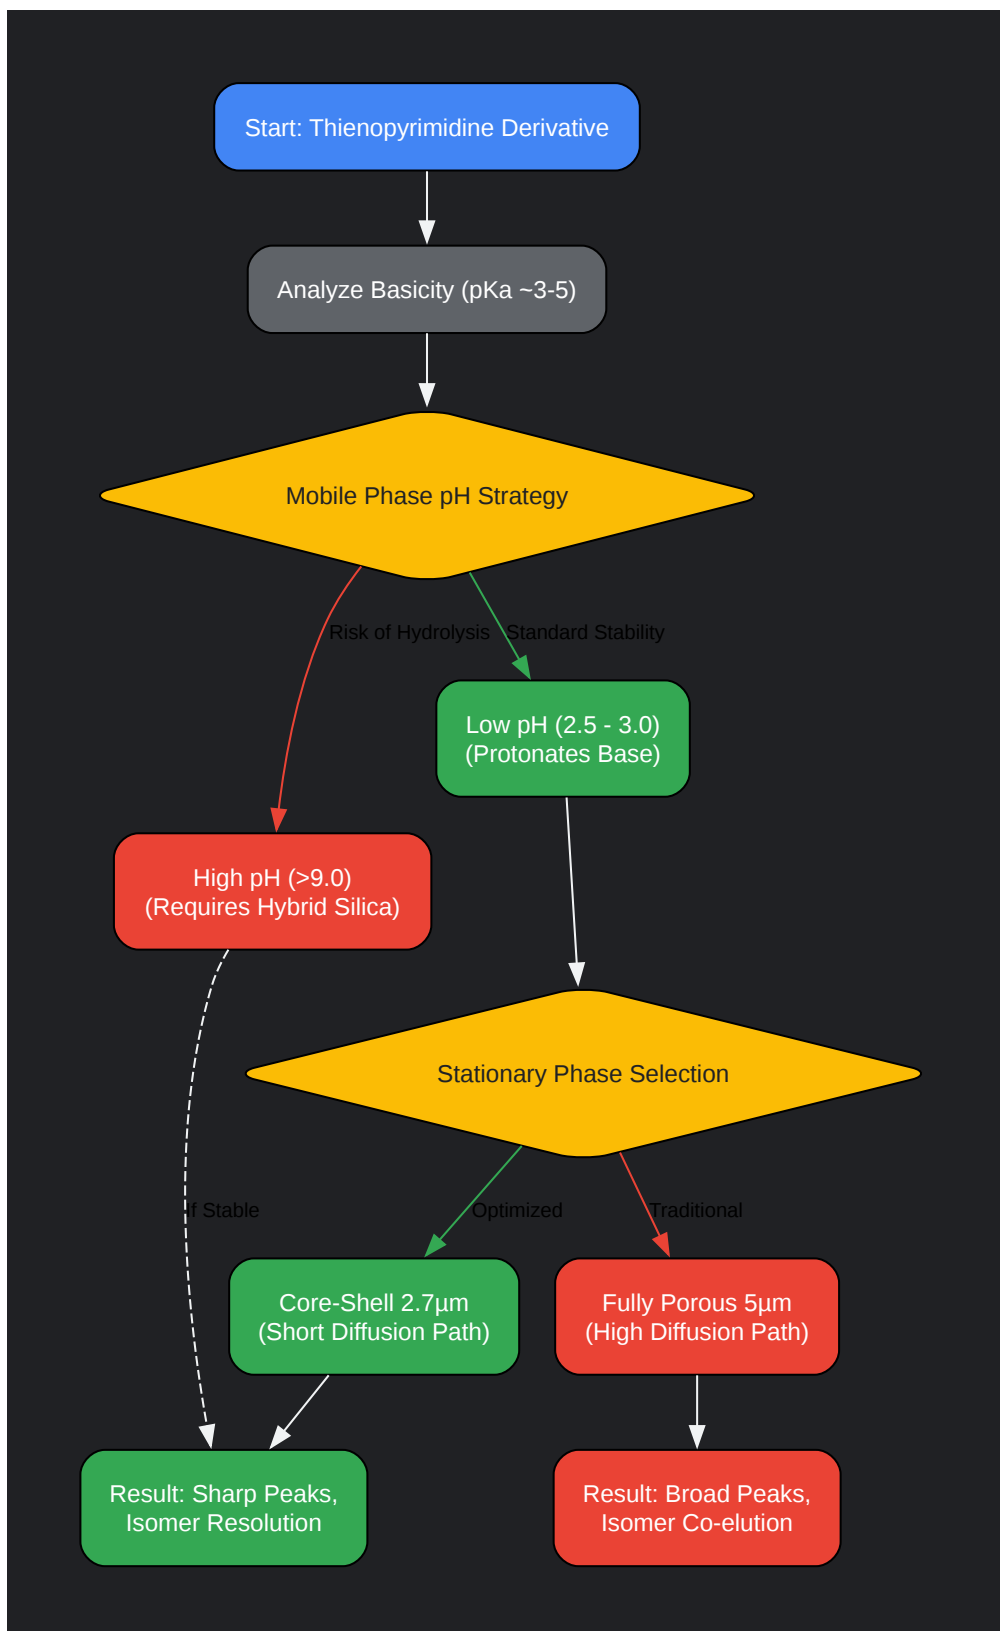 Start: Thienopyrimidine Derivative
Analyze Basicity (pKa ~3-5)
Mobile Phase pH Strategy
Risk of Hydrolysis
Standard Stability
Low pH (2.5 - 3.0)
(Protonates Base)
High pH (>9.0)
(Requires Hybrid Silica)
Stationary Phase Selection
If Stable
Optimized
Traditional
Core-Shell 2.7µm
(Short Diffusion Path)
Fully Porous 5µm
(High Diffusion Path)
Result: Sharp Peaks,
Isomer Resolution
Result: Broad Peaks,
Isomer Co-elution